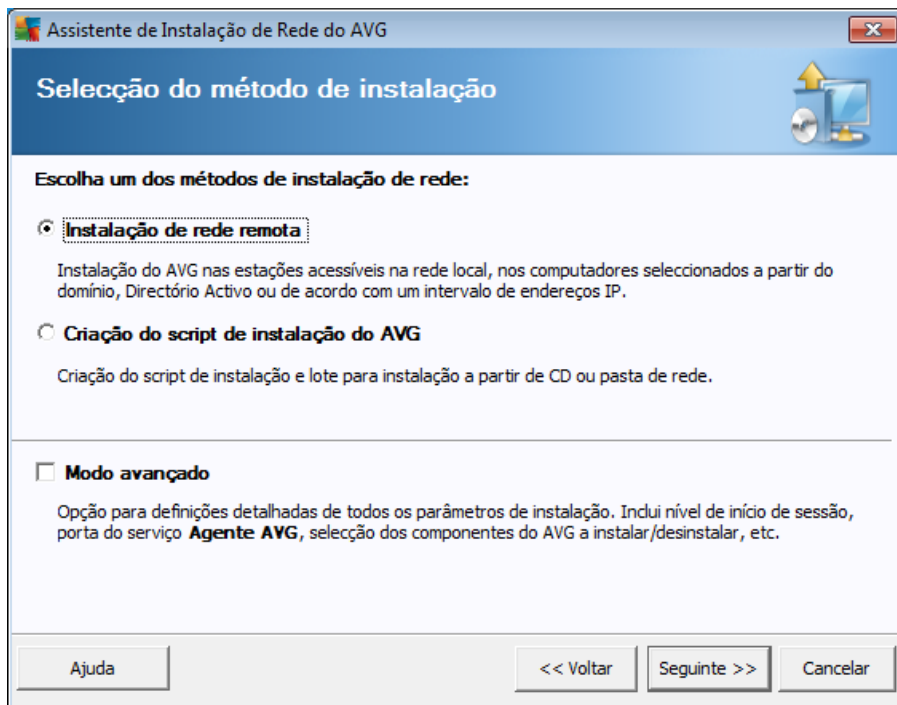 Assistente de Instalação de Rede do AVG
Selecção do método de instalação
Escolha um dos métodos de instalação de rede:
Instalação de rede remota
Instalação do AVG nas estações acessíveis na rede local, nos computadores seleccionados a partir do
domínio, Directório Activo ou de acordo com um intervalo de endereços IP.
Criação do script de instalação do AVG
Criação do script de instalação e lote para instalação a partir de CD ou pasta de rede.
Modo avançado
Opção para definições detalhadas de todos os parâmetros de instalação. Inclui nível de início de sessão,
porta do serviço Agente AVG, selecção dos componentes do AVG a instalar/desinstalar, etc.
Ajuda
<< Voltar
Seguinte >>
Cancelar